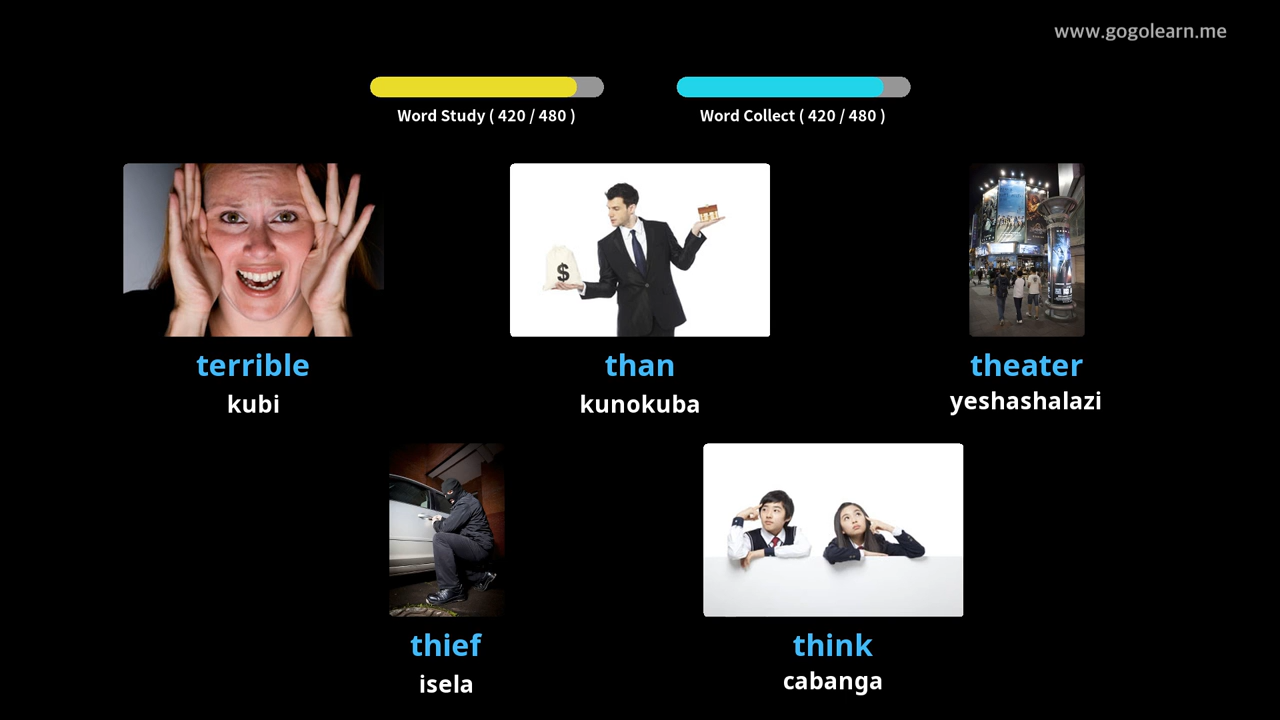 www.gogolearn.me
Word Study ( 420 / 480 )
Word Collect ( 420 / 480 )
$
terrible
than
theater
kubi
kunokuba
yeshashalazi
thief
think
isela
cabanga